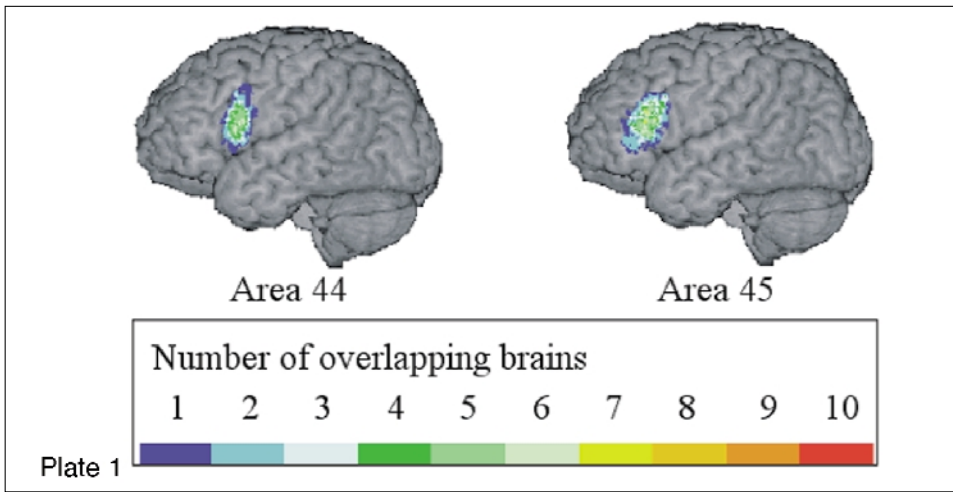 Area 44
Area 45
Number of overlapping brains
1 2 3 4 5 6 7 8 9 10
Plate 1